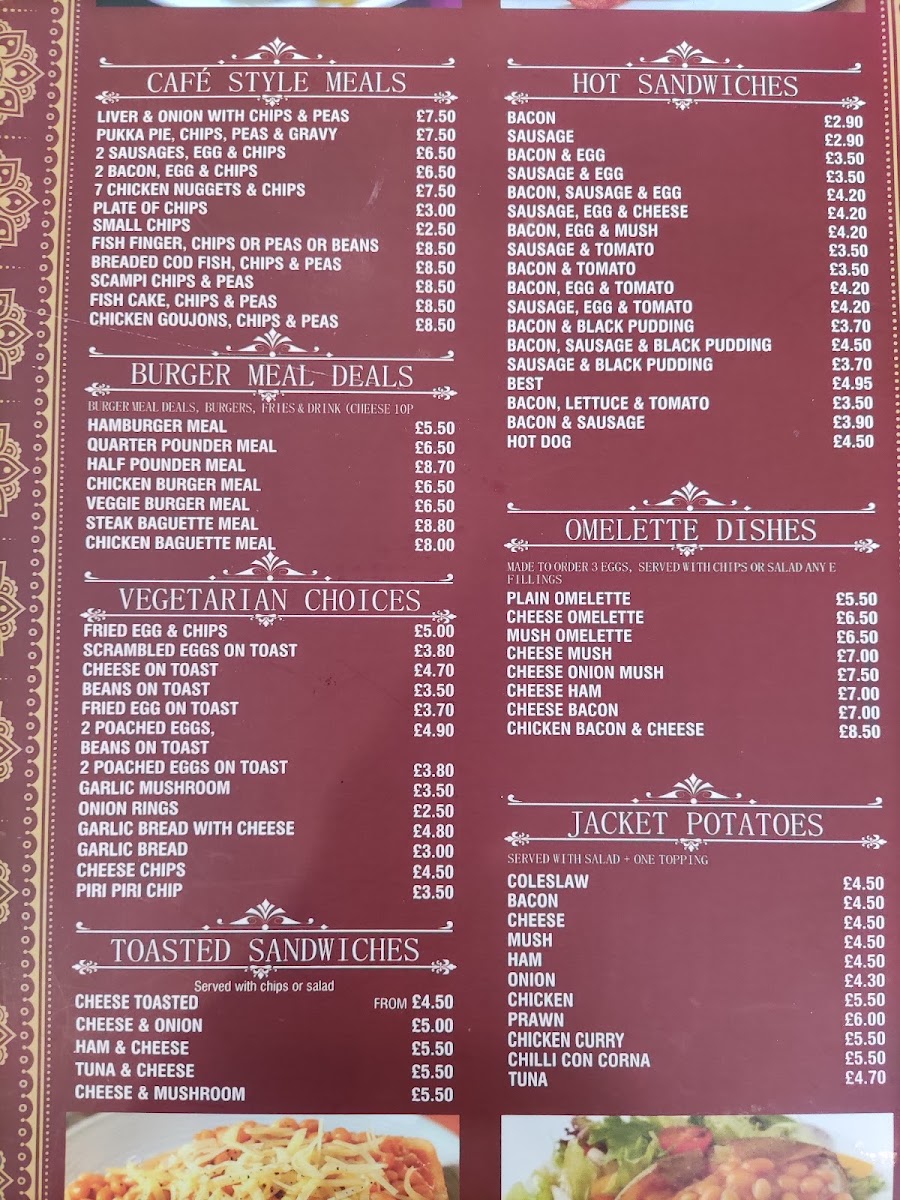 CAFÉ STYLE MEALS
LIVER & ONION WITH CHIPS & PEAS £7.50
PUKKA PIE, CHIPS, PEAS & GRAVY £7.50
2 SAUSAGES, EGG & CHIPS £6.50
2 BACON, EGG & CHIPS £6.50
7 CHICKEN NUGGETS & CHIPS £7.50
PLATE OF CHIPS £3.00
SMALL CHIPS £2.50
FISH FINGER, CHIPS OR PEAS OR BEANS £8.50
BREADED COD FISH, CHIPS & PEAS £8.50
SCAMPI CHIPS & PEAS £8.50
FISH CAKE, CHIPS & PEAS £8.50
CHICKEN GOUJONS, CHIPS & PEAS £8.50
BURGER MEAL DEALS
BURGER MEAL DEALS, BURGERS, FRIES & DRINK (CHEESE 10P
HAMBURGER MEAL £5.50
QUARTER POUNDER MEAL £6.50
HALF POUNDER MEAL £8.70
CHICKEN BURGER MEAL £6.50
VEGGIE BURGER MEAL £6.50
STEAK BAGUETTE MEAL £8.80
CHICKEN BAGUETTE MEAL £8.00
VEGETARIAN CHOICES
FRIED EGG & CHIPS £5.00
SCRAMBLED EGGS ON TOAST £3.80
CHEESE ON TOAST £4.70
BEANS ON TOAST £3.50
FRIED EGG ON TOAST £3.70
2 POACHED EGGS, £4.90
BEANS ON TOAST
2 POACHED EGGS ON TOAST £3.80
GARLIC MUSHROOM £3.50
ONION RINGS £2.50
GARLIC BREAD WITH CHEESE £4.80
GARLIC BREAD £3.00
CHEESE CHIPS £4.50
PIRI PIRI CHIP £3.50
TOASTED SANDWICHES
Served with chips or salad
CHEESE TOASTED FROM £4.50
CHEESE & ONION £5.00
HAM & CHEESE £5.50
TUNA & CHEESE £5.50
CHEESE & MUSHROOM £5.50
HOT SANDWICHES
BACON £2.90
SAUSAGE £2.90
BACON & EGG £3.50
SAUSAGE & EGG £3.50
BACON, SAUSAGE & EGG £4.20
SAUSAGE, EGG & CHEESE £4.20
BACON, EGG & MUSH £4.20
SAUSAGE & TOMATO £3.50
BACON & TOMATO £3.50
BACON, EGG & TOMATO £4.20
SAUSAGE, EGG & TOMATO £4.20
BACON & BLACK PUDDING £3.70
BACON, SAUSAGE & BLACK PUDDING £4.50
SAUSAGE & BLACK PUDDING £3.70
BEST £4.95
BACON, LETTUCE & TOMATO £3.50
BACON & SAUSAGE £3.90
HOT DOG £4.50
OMELETTE DISHES
MADE TO ORDER 3 EGGS, SERVED WITH CHIPS OR SALAD ANY E
FILLINGS
PLAIN OMELETTE £5.50
CHEESE OMELETTE £6.50
MUSH OMELETTE £6.50
CHEESE MUSH £7.00
CHEESE ONION MUSH £7.50
CHEESE HAM £7.00
CHEESE BACON £7.00
CHICKEN BACON & CHEESE £8.50
JACKET POTATOES
SERVED WITH SALAD + ONE TOPPING
COLESLAW £4.50
BACON £4.50
CHEESE £4.50
MUSH £4.50
HAM £4.50
ONION £4.30
CHICKEN £5.50
PRAWN £6.00
CHICKEN CURRY £5.50
CHILLI CON CORNA £5.50
TUNA £4.70